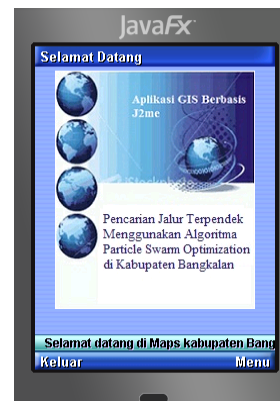 JavaFx
Selamat Datang
Aplikasi GIS Berbasis
J2me
iStockphoto
Pencarian Jalur Terpendek
Menggunakan Algoritma
Particle Swarm Optimization
di Kabupaten Bangkalan
Selamat datang di Maps kabupaten Bang
Keluar
Menu